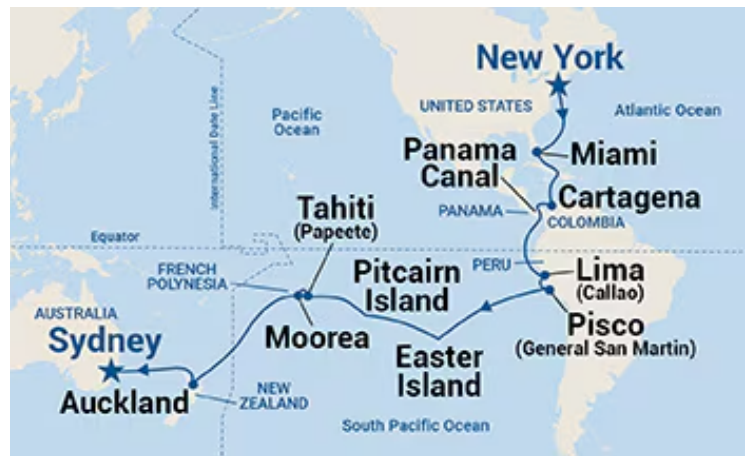 New York
UNITED STATES
Atlantic Ocean
International Date Line
Pacific
Ocean
Panama
Canal
Miami
Cartagena
PANAMA
COLOMBIA
Tahiti
(Papeete)
Equator
FRENCH
POLYNESIA
Pitcairn
Island
PERU
Lima
(Callao)
Moorea
Pisco
(General San Martin)
AUSTRALIA
Sydney
Easter
Island
Auckland
NEW
ZEALAND
South Pacific Ocean